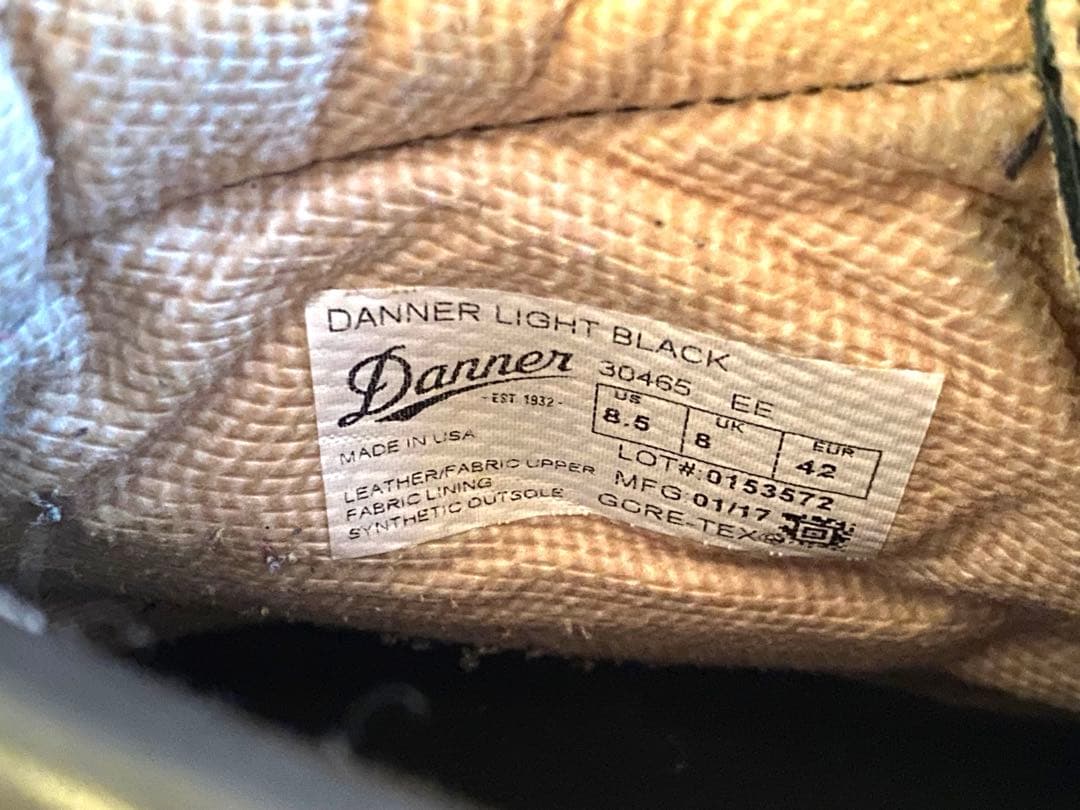 DANNER LIGHT BLACK
Danner
-EST 1932-
MADE IN USA
LEATHER/FABRIC UPPER
FABRIC LINING
SYNTHETIC OUTSOLE
30465 EE
US UK EUR
8.5 8 42
LOT#:0153572
MFG:01/17
GORE-TEX®